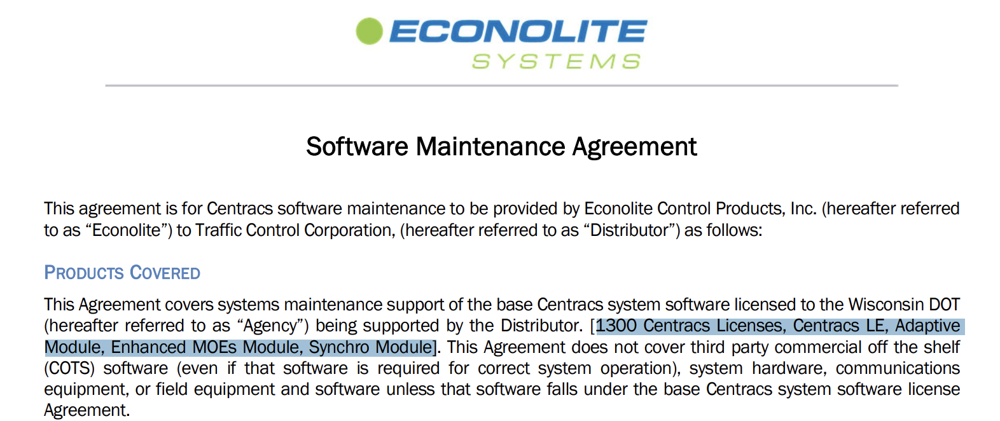 ECONOLITE
SYSTEMS
Software Maintenance Agreement
This agreement is for Centracs software maintenance to be provided by Econolite Control Products, Inc. (hereafter referred
to as “Econolite”) to Traffic Control Corporation, (hereafter referred to as “Distributor”) as follows:
PRODUCTS COVERED
This Agreement covers systems maintenance support of the base Centracs system software licensed to the Wisconsin DOT
(hereafter referred to as “Agency”) being supported by the Distributor. [1300 Centracs Licenses, Centracs LE, Adaptive
Module, Enhanced MOEs Module, Synchro Module]. This Agreement does not cover third party commercial off the shelf
(COTS) software (even if that software is required for correct system operation), system hardware, communications
equipment, or field equipment and software unless that software falls under the base Centracs system software license
Agreement.